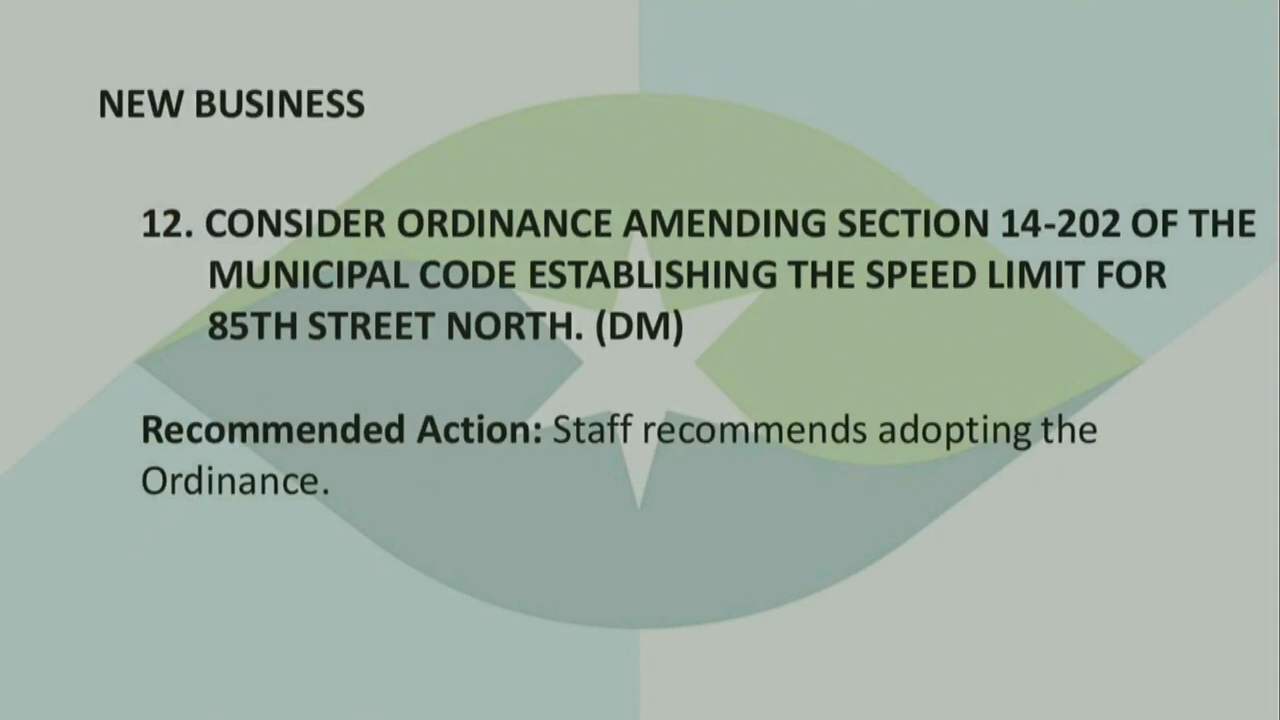 NEW BUSINESS
12. CONSIDER ORDINANCE AMENDING SECTION 14-202 OF THE
MUNICIPAL CODE ESTABLISHING THE SPEED LIMIT FOR
85TH STREET NORTH. (DM)
Recommended Action: Staff recommends adopting the
Ordinance.